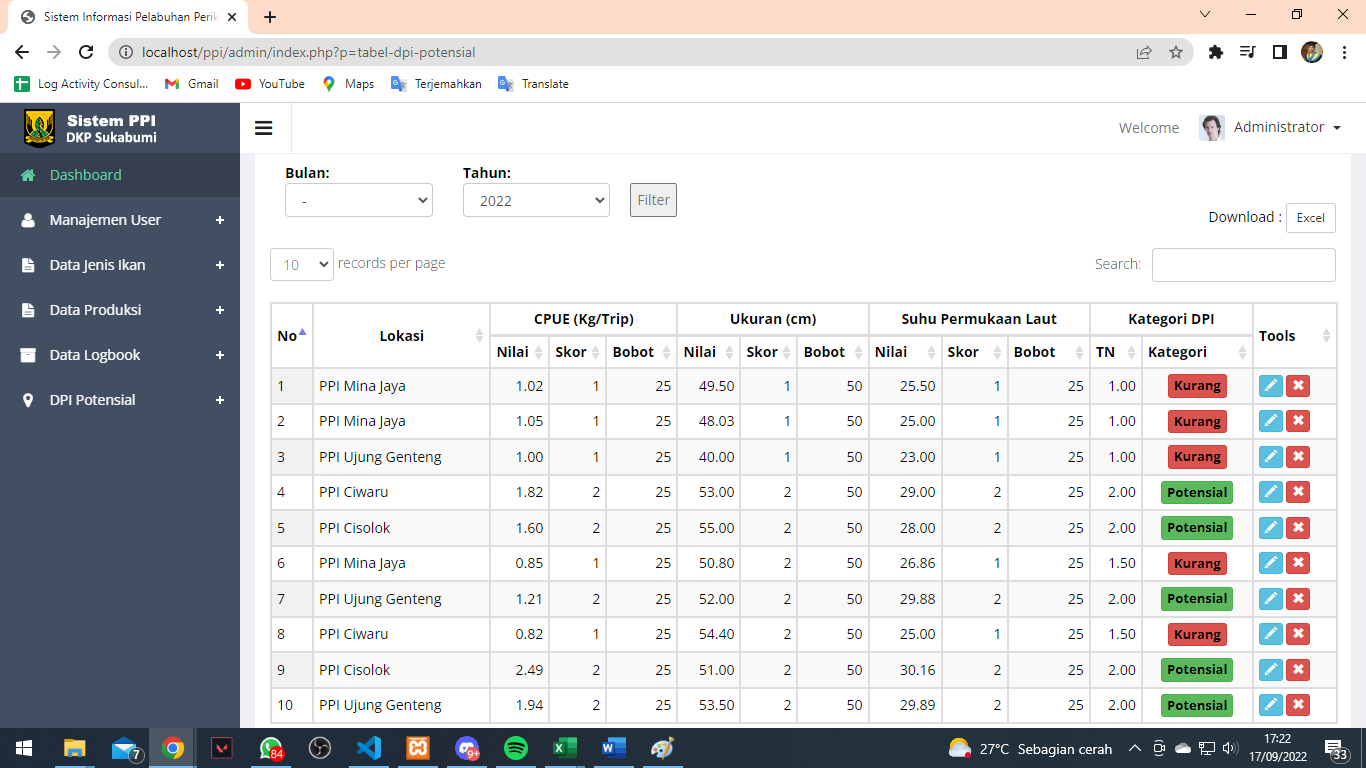 Sistem Informasi Pelabuhan Perik
localhost/ppi/admin/index.php?p=tabel-dpi-potensial
Log Activity Consul... Gmail YouTube Maps Terjemahkan Translate
Sistem PPI
DKP Sukabumi
Welcome Administrator
Dashboard
Manajemen User +
Data Jenis Ikan +
Data Produksi +
Data Logbook +
DPI Potensial +
Bulan: Tahun:
- 2022 Filter
Download : Excel
10 records per page Search:
No Lokasi CPUE (Kg/Trip) Ukuran (cm) Suhu Permukaan Laut Kategori DPI Tools
Nilai Skor Bobot Nilai Skor Bobot Nilai Skor Bobot TN Kategori
1 PPI Mina Jaya 1.02 1 25 49.50 1 50 25.50 1 25 1.00 Kurang
2 PPI Mina Jaya 1.05 1 25 48.03 1 50 25.00 1 25 1.00 Kurang
3 PPI Ujung Genteng 1.00 1 25 40.00 1 50 23.00 1 25 1.00 Kurang
4 PPI Ciwaru 1.82 2 25 53.00 2 50 29.00 2 25 2.00 Potensial
5 PPI Cisolok 1.60 2 25 55.00 2 50 28.00 2 25 2.00 Potensial
6 PPI Mina Jaya 0.85 1 25 50.80 2 50 26.86 1 25 1.50 Kurang
7 PPI Ujung Genteng 1.21 2 25 52.00 2 50 29.88 2 25 2.00 Potensial
8 PPI Ciwaru 0.82 1 25 54.40 2 50 25.00 1 25 1.50 Kurang
9 PPI Cisolok 2.49 2 25 51.00 2 50 30.16 2 25 2.00 Potensial
10 PPI Ujung Genteng 1.94 2 25 53.50 2 50 29.89 2 25 2.00 Potensial
7 84 9+ 27°C Sebagian cerah 17:22
17/09/2022 33